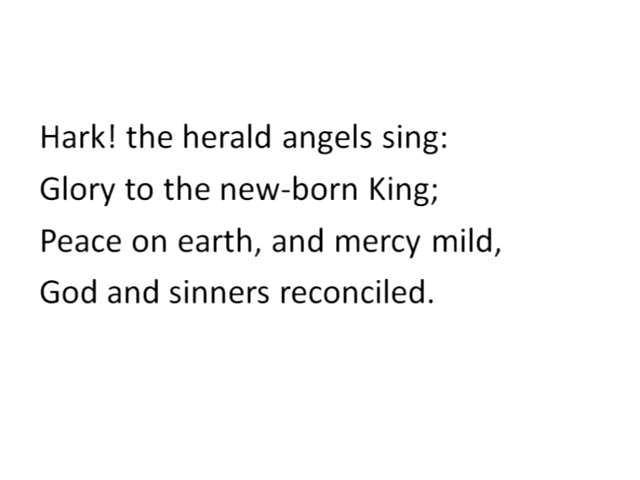 Hark! the herald angels sing:
Glory to the new-born King;
Peace on earth, and mercy mild,
God and sinners reconciled.